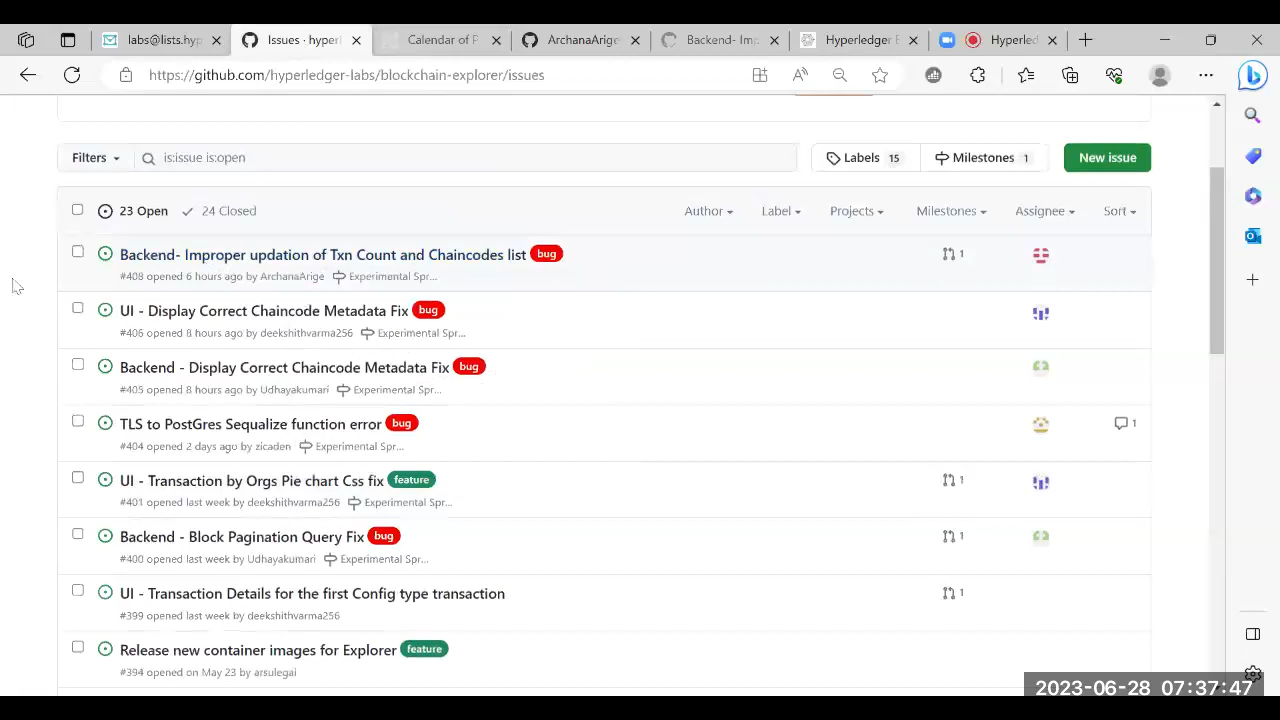 labs@lists.hyp
Issues · hyperl
Calendar of P
ArchanaArige
Backend- Imp
Hyperledger E
Hyperled
https://github.com/hyperledger-labs/blockchain-explorer/issues
Filters
is:issue is:open
Labels 15
Milestones 1
New issue
23 Open
24 Closed
Author
Label
Projects
Milestones
Assignee
Sort
Backend- Improper updation of Txn Count and Chaincodes list bug
1
#408 opened 6 hours ago by ArchanaArige Experimental Spr...
UI - Display Correct Chaincode Metadata Fix bug
#406 opened 8 hours ago by deekshithvarma256 Experimental Spr...
Backend - Display Correct Chaincode Metadata Fix bug
#405 opened 8 hours ago by Udhayakumari Experimental Spr...
TLS to PostGres Sequalize function error bug
1
#404 opened 2 days ago by zicaden Experimental Spr...
UI - Transaction by Orgs Pie chart Css fix feature
1
#401 opened last week by deekshithvarma256 Experimental Spr...
Backend - Block Pagination Query Fix bug
1
#400 opened last week by Udhayakumari Experimental Spr...
UI - Transaction Details for the first Config type transaction
1
#399 opened last week by deekshithvarma256
Release new container images for Explorer feature
#394 opened on May 23 by arsulegai
2023-06-28 07:37:47